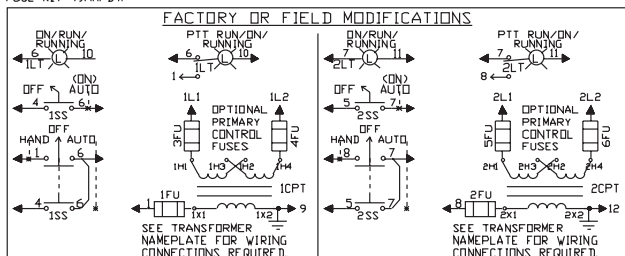 FACTORY OR FIELD MODIFICATIONS
ON/RUN/
RUNNING
6 L 10
1LT
PTT RUN/ON/
RUNNING
6 L 10
1LT
1
ON/RUN/
RUNNING
7 L 11
2LT
PTT RUN/ON/
RUNNING
7 L 11
2LT
8
(ON)
OFF AUTO
4 6
1SS
OFF
HAND AUTO
1 6
4 6
1SS
1L1 1L2
OPTIONAL
PRIMARY
CONTROL
FUSES
3FU 4FU
1H1 1H3 1H2 1H4
1CPT
1 1FU
1X1 1X2 9
SEE TRANSFORMER
NAMEPLATE FOR WIRING
CONNECTIONS REQUIRED.
(ON)
OFF AUTO
5 7
2SS
OFF
HAND AUTO
8 7
5 7
2SS
2L1 2L2
OPTIONAL
PRIMARY
CONTROL
FUSES
5FU 6FU
2H1 2H3 2H2 2H4
2CPT
8 2FU
2X1 2X2 12
SEE TRANSFORMER
NAMEPLATE FOR WIRING
CONNECTIONS REQUIRED.